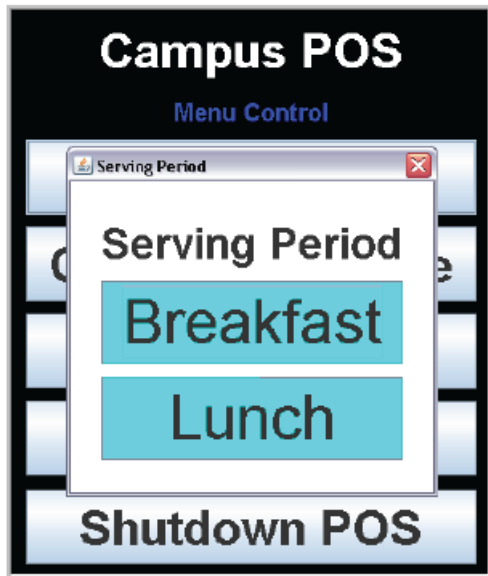 Campus POS
Menu Control
Serving Period
Serving Period
Breakfast
Lunch
Shutdown POS